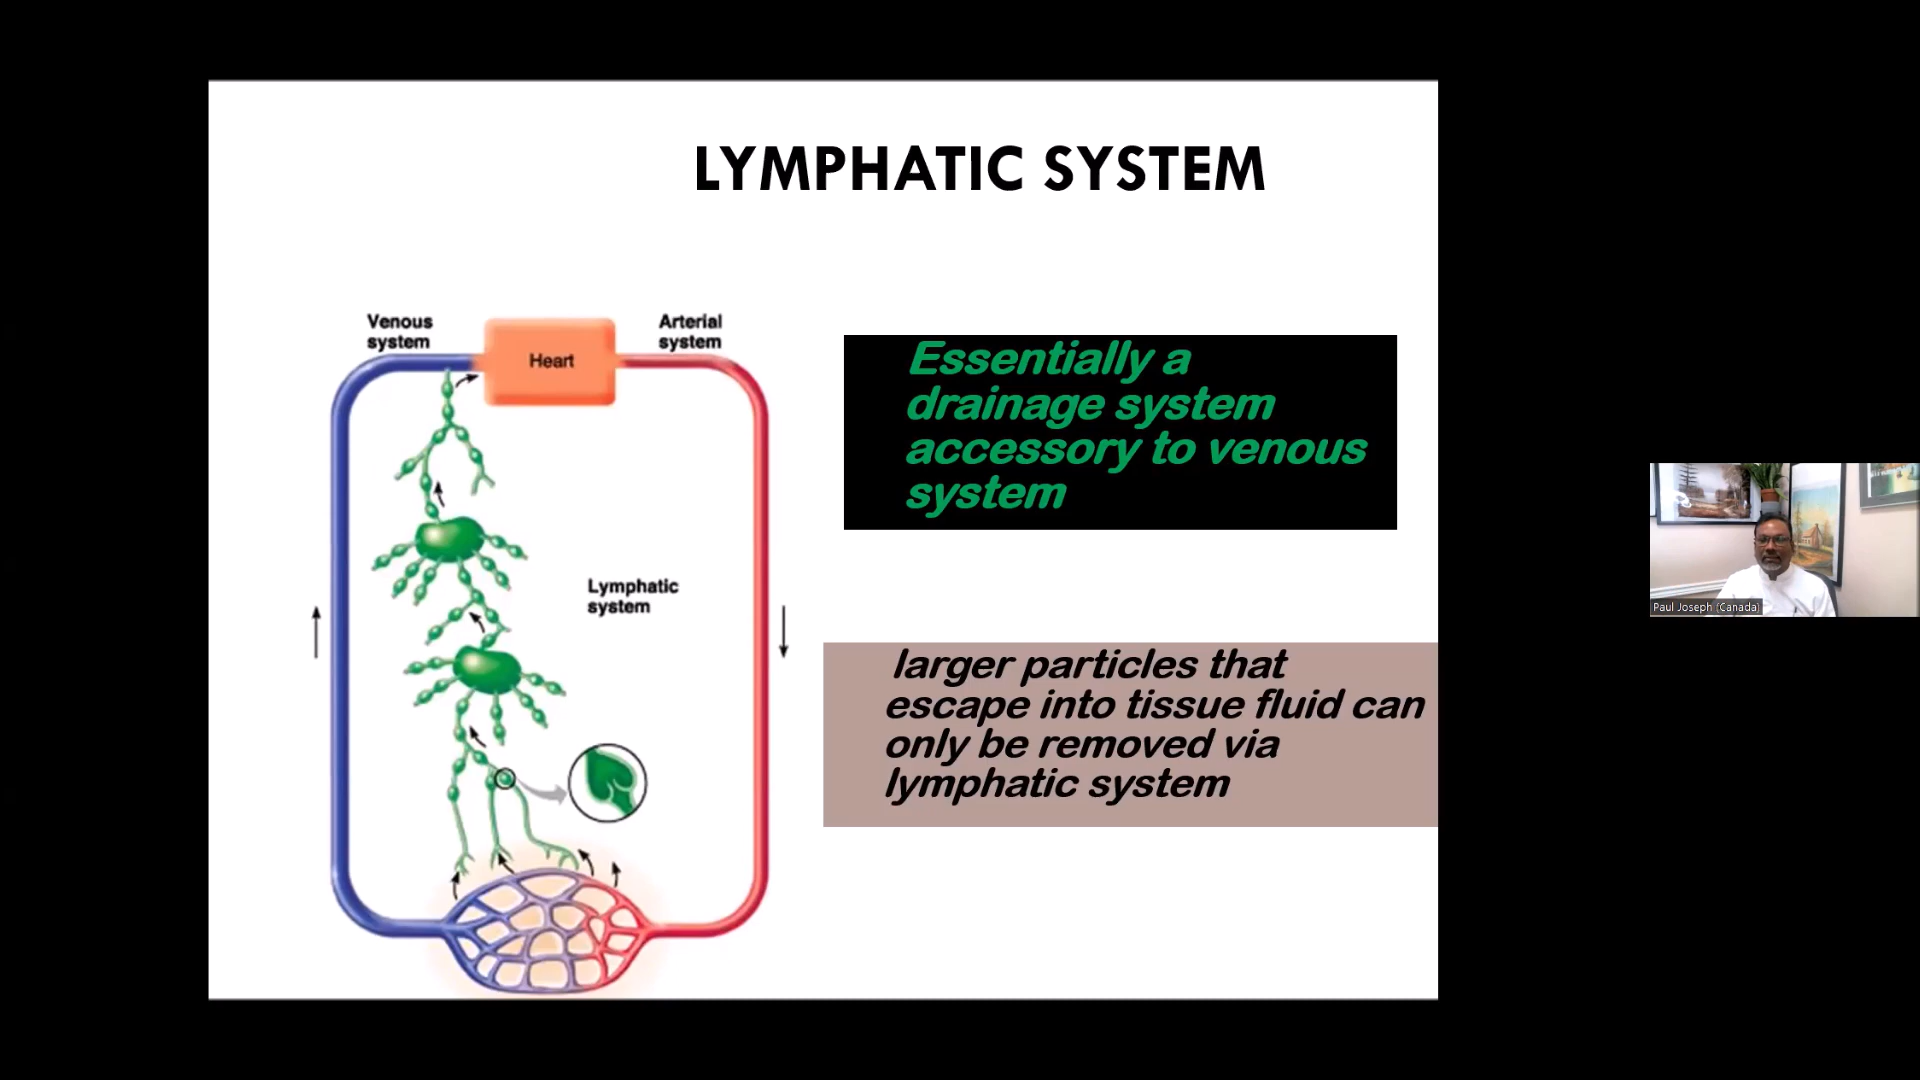 LYMPHATIC SYSTEM
Venous
system
Heart
Arterial
system
Lymphatic
system
Essentially a
drainage system
accessory to venous
system
larger particles that
escape into tissue fluid can
only be removed via
lymphatic system
Paul Joseph (Canada)